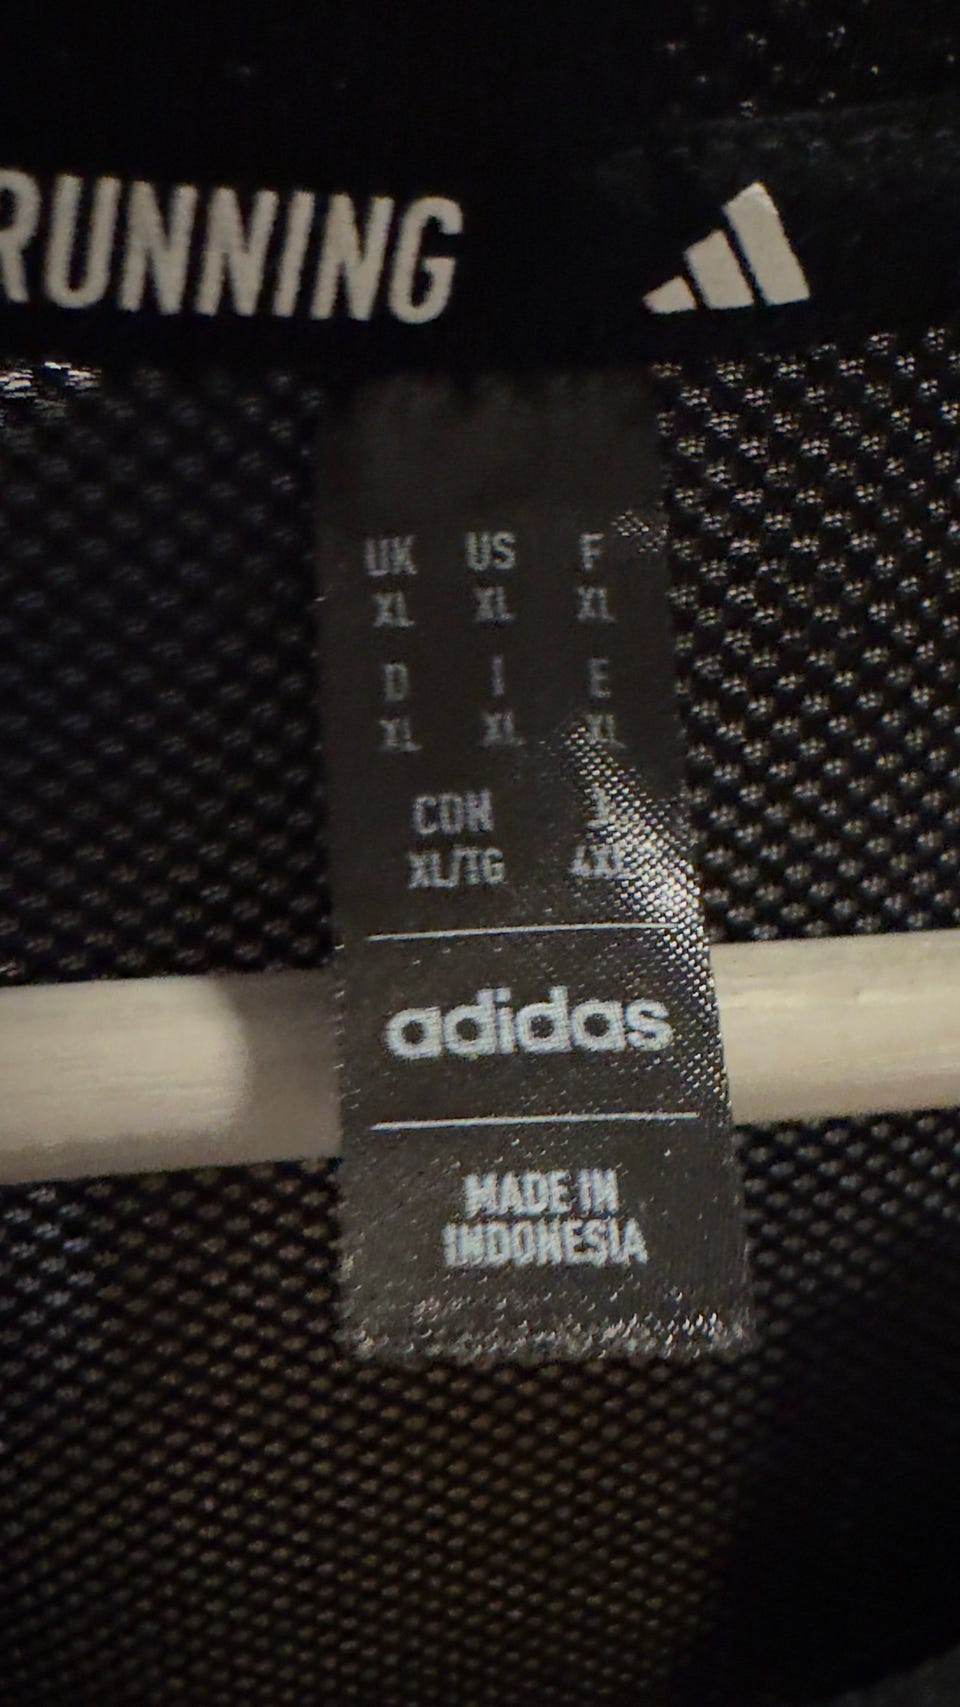 RUNNING
UK US F
XL XL XL
D I E
XL XL XL
CDN J
XL/TG 4XL
adidas
MADE IN
INDONESIA